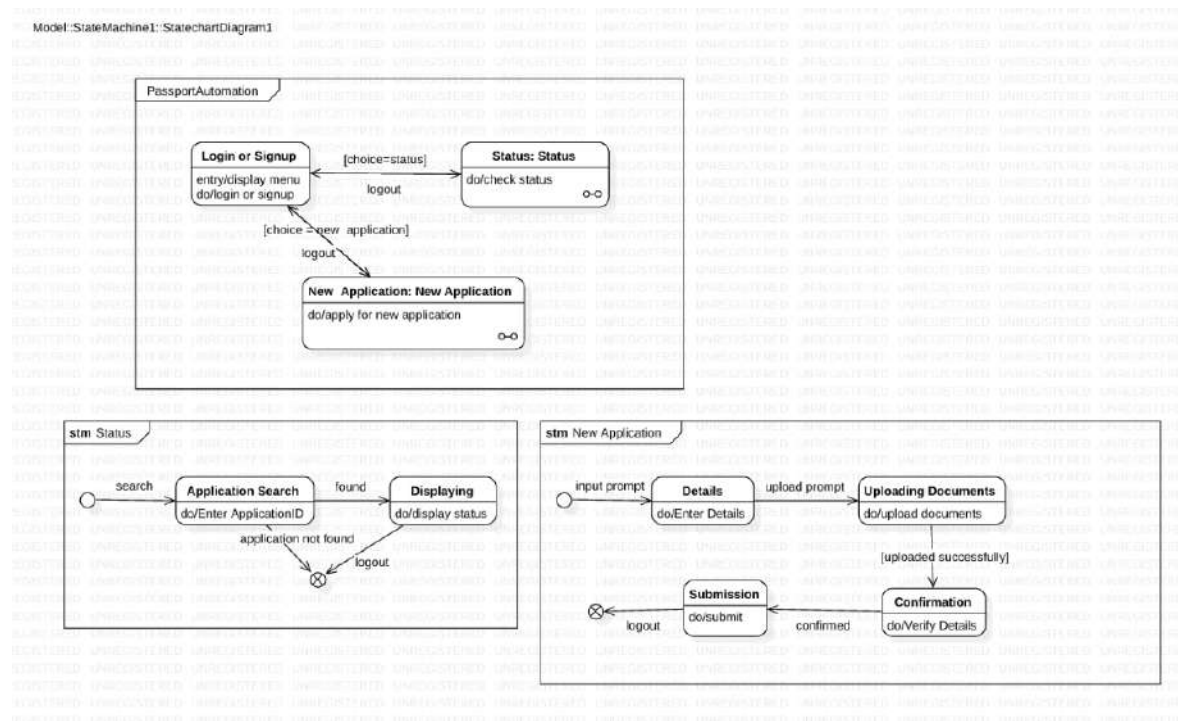 Model::StateMachine1::StatechartDiagram1
PassportAutomation
Login or Signup
entry/display menu
do/login or signup
[choice=status]
logout
Status: Status
do/check status
[choice = new application]
logout
New Application: New Application
do/apply for new application
stm Status
search
Application Search
do/Enter ApplicationID
found
Displaying
do/display status
application not found
logout
stm New Application
input prompt
Details
do/Enter Details
upload prompt
Uploading Documents
do/upload documents
[uploaded successfully]
Confirmation
do/Verify Details
confirmed
Submission
do/submit
logout
UNREGISTERED